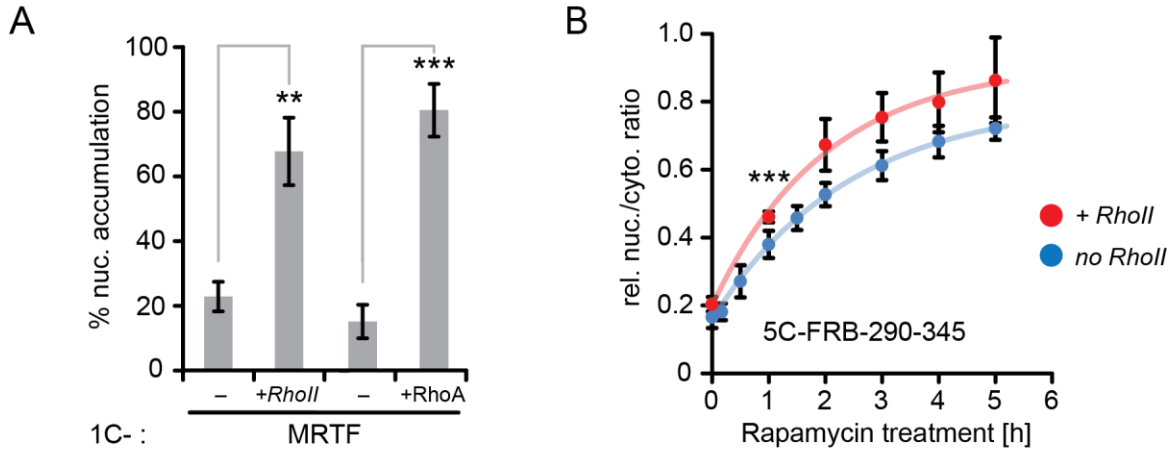 A
% nuc. accumulation
100
80
60
40
20
0
**
***
–
+RhoII
–
+RhoA
1C- :
MRTF
B
rel. nuc./cyto. ratio
1.0
0.8
0.6
0.4
0.2
0
***
5C-FRB-290-345
0 1 2 3 4 5 6
Rapamycin treatment [h]
+ RhoII
no RhoII